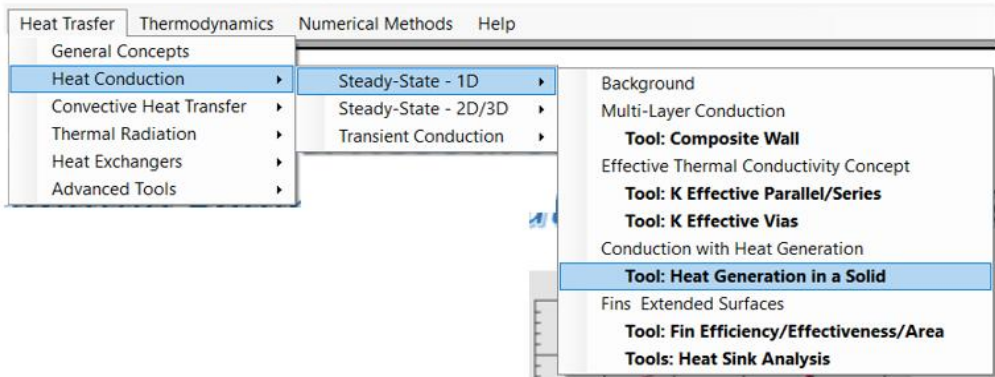 Heat Trasfer Thermodynamics Numerical Methods Help
General Concepts
Heat Conduction
Convective Heat Transfer
Thermal Radiation
Heat Exchangers
Advanced Tools
Steady-State - 1D
Steady-State - 2D/3D
Transient Conduction
Background
Multi-Layer Conduction
Tool: Composite Wall
Effective Thermal Conductivity Concept
Tool: K Effective Parallel/Series
Tool: K Effective Vias
Conduction with Heat Generation
Tool: Heat Generation in a Solid
Fins Extended Surfaces
Tool: Fin Efficiency/Effectiveness/Area
Tools: Heat Sink Analysis